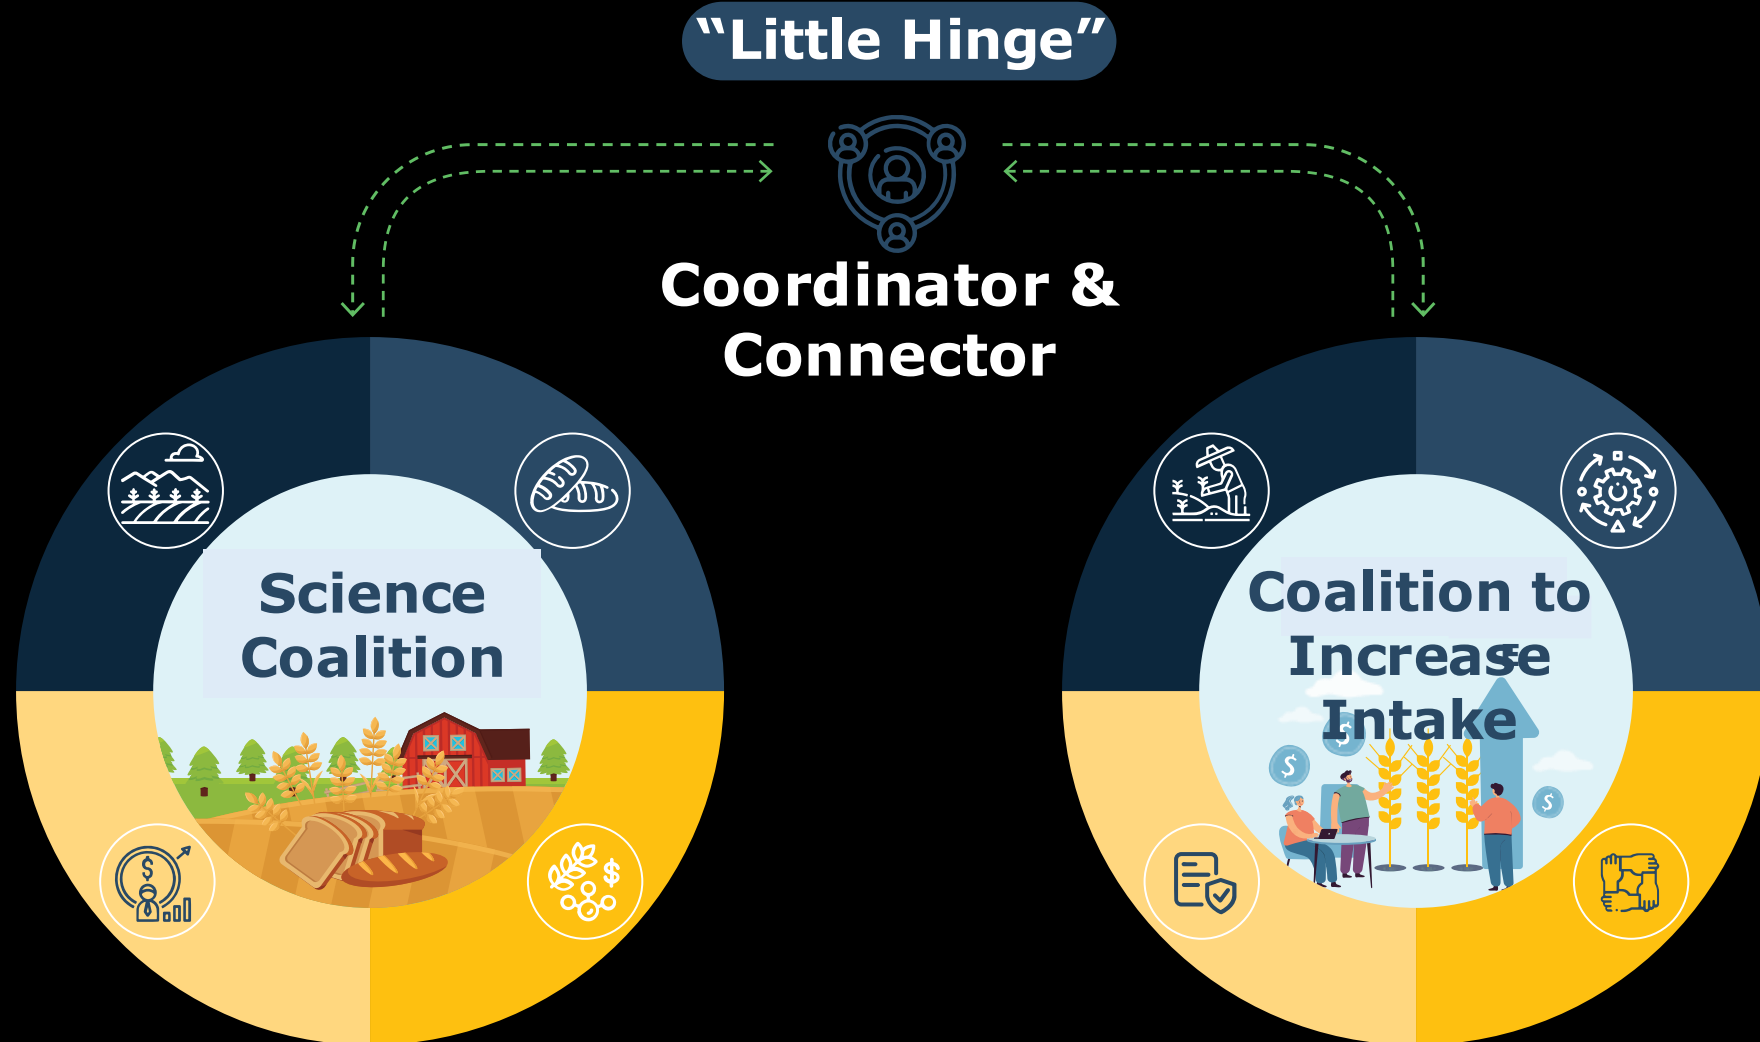 “Little Hinge”
Coordinator &
Connector
Science
Coalition
Coalition to
Increase
Intake
$
$
$
$
$